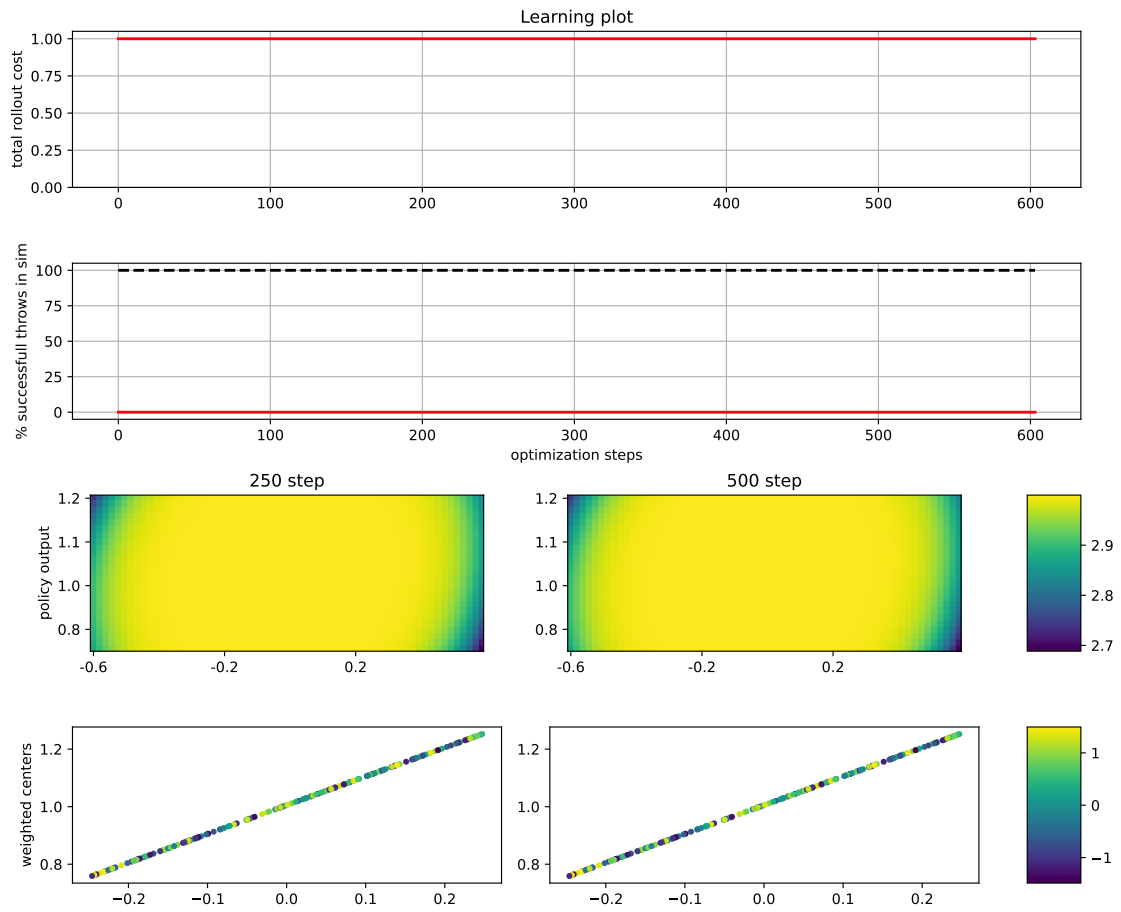 Learning plot
total rollout cost
1.00
0.75
0.50
0.25
0.00
0 100 200 300 400 500 600
% successfull throws in sim
100
75
50
25
0
0 100 200 300 400 500 600
optimization steps
250 step
500 step
policy output
1.2
1.1
1.0
0.8
-0.6 -0.2 0.2
1.2
1.1
1.0
0.8
-0.6 -0.2 0.2
2.9
2.8
2.7
weighted centers
1.2
1.0
0.8
−0.2 −0.1 0.0 0.1 0.2
1.2
1.0
0.8
−0.2 −0.1 0.0 0.1 0.2
1
0
−1